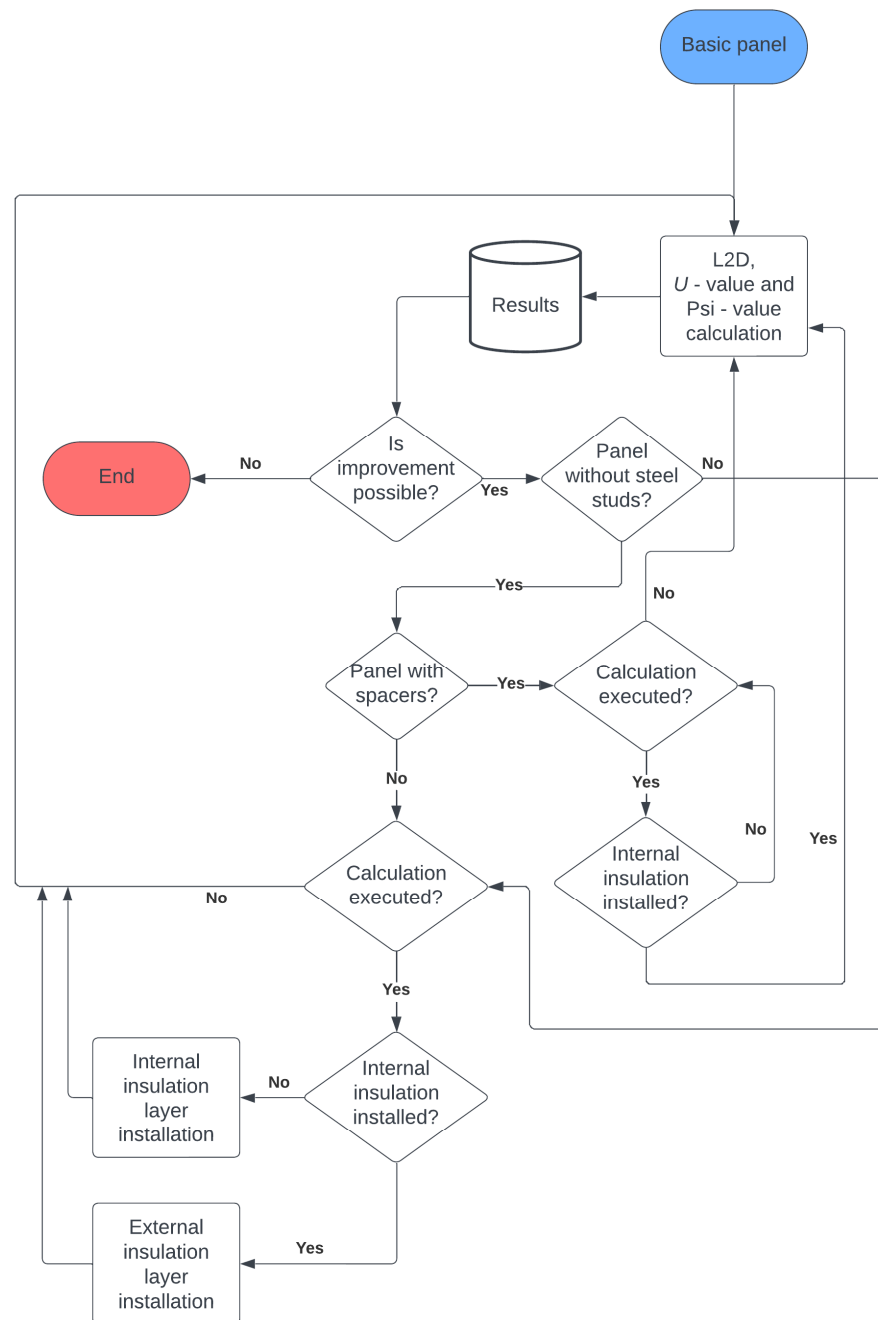 Basic panel
L2D,
U - value and
Psi - value
calculation
Results
Is
improvement
possible?
No
End
Yes
Panel
without steel
studs?
No
Yes
No
Panel with
spacers?
Yes
Calculation
executed?
No
Yes
No
Yes
Internal
insulation
installed?
Calculation
executed?
No
Yes
Internal
insulation
installed?
No
Internal
insulation
layer
installation
Yes
External
insulation
layer
installation